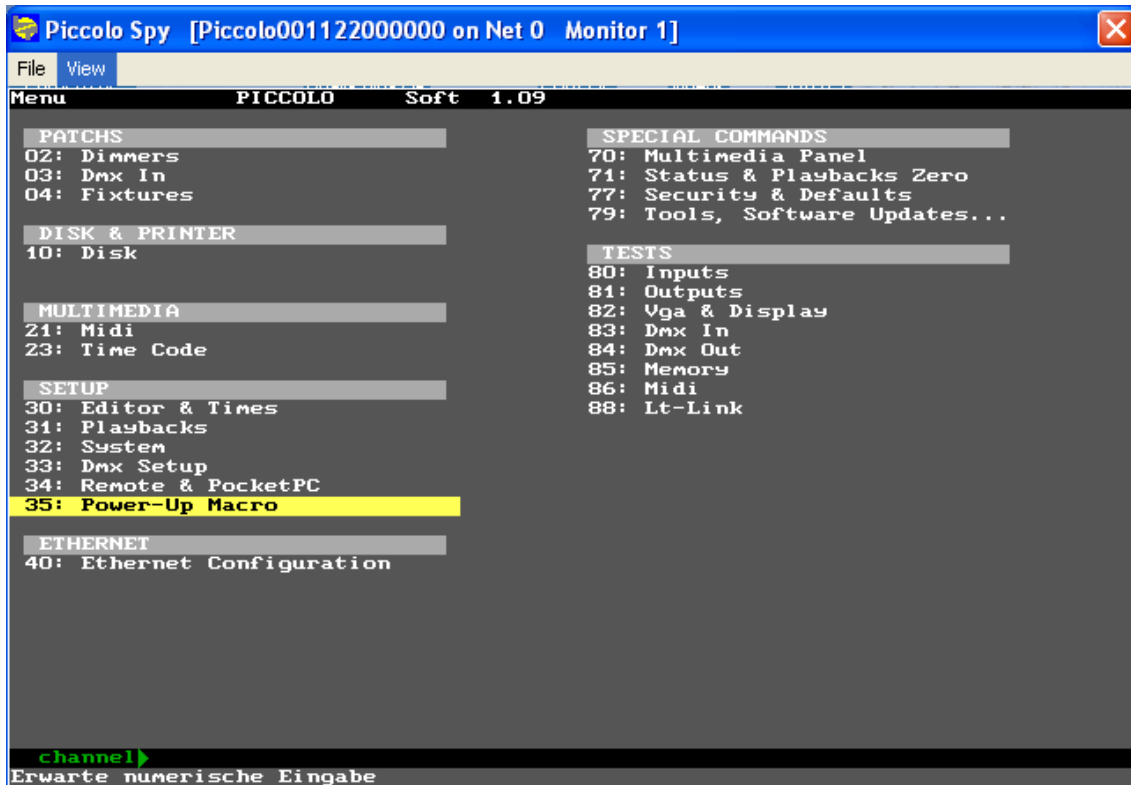 Piccolo Spy [Piccolo001122000000 on Net 0 Monitor 1]
File View
Menu PICCOLO Soft 1.09
PATCHS
02: Dimmers
03: Dmx In
04: Fixtures
DISK & PRINTER
10: Disk
MULTIMEDIA
21: Midi
23: Time Code
SETUP
30: Editor & Times
31: Playbacks
32: System
33: Dmx Setup
34: Remote & PocketPC
35: Power-Up Macro
ETHERNET
40: Ethernet Configuration
SPECIAL COMMANDS
70: Multimedia Panel
71: Status & Playbacks Zero
77: Security & Defaults
79: Tools, Software Updates...
TESTS
80: Inputs
81: Outputs
82: Vga & Display
83: Dmx In
84: Dmx Out
85: Memory
86: Midi
88: Lt-Link
channel
Erwarte numerische Eingabe